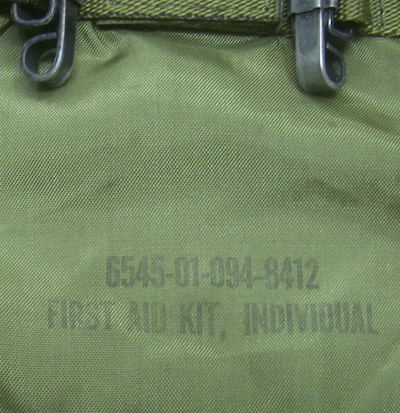 6545-01-094-8412
FIRST AID KIT, INDIVIDUAL